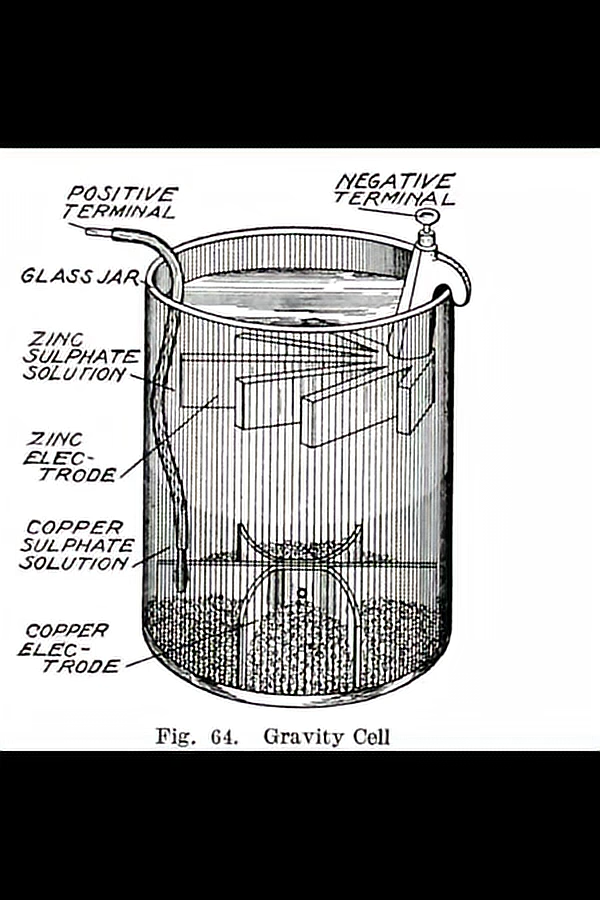 POSITIVE
TERMINAL
NEGATIVE
TERMINAL
GLASS JAR
ZINC
SULPHATE
SOLUTION
ZINC
ELEC-
TRODE
COPPER
SULPHATE
SOLUTION
COPPER
ELEC-
TRODE
Fig. 64. Gravity Cell